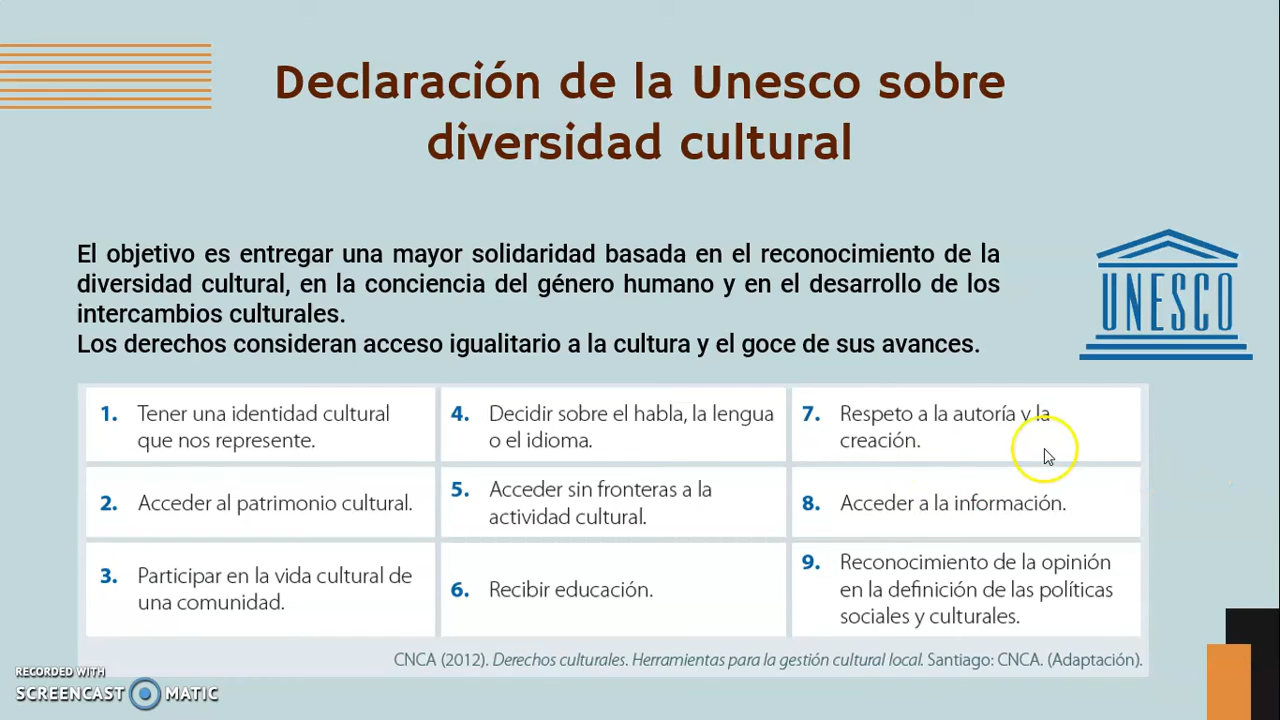 Declaración de la Unesco sobre
diversidad cultural
El objetivo es entregar una mayor solidaridad basada en el reconocimiento de la
diversidad cultural, en la conciencia del género humano y en el desarrollo de los
intercambios culturales.
Los derechos consideran acceso igualitario a la cultura y el goce de sus avances.
UNESCO
1. Tener una identidad cultural
que nos represente.
2. Acceder al patrimonio cultural.
3. Participar en la vida cultural de
una comunidad.
4. Decidir sobre el habla, la lengua
o el idioma.
5. Acceder sin fronteras a la
actividad cultural.
6. Recibir educación.
7. Respeto a la autoría y la
creación.
8. Acceder a la información.
9. Reconocimiento de la opinión
en la definición de las políticas
sociales y culturales.
CNCA (2012). Derechos culturales. Herramientas para la gestión cultural local. Santiago: CNCA. (Adaptación).
RECORDED WITH
SCREENCAST MATIC